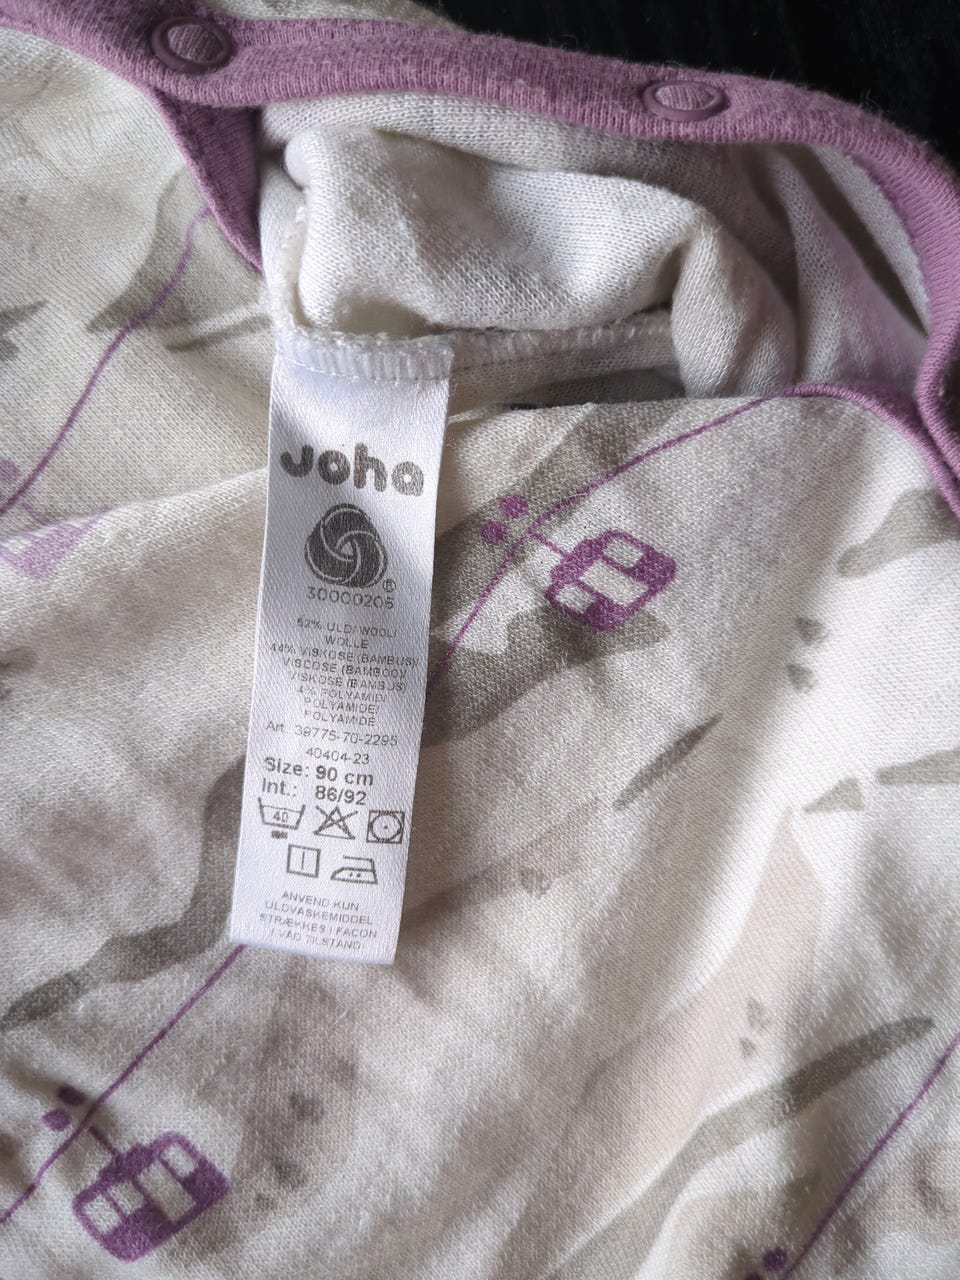 Joha
®
30000206
52% ULD/WOOL/
WOLLE
44% VISKOSE (BAMBUS)/
VISCOSE (BAMBOO)/
VISKOSE (BAMBUS)
4% POLYAMID/
POLYAMIDE/
POLYAMIDE
Art. 39775-70-2295
40404-23
Size: 90 cm
Int.: 86/92
40
ANVEND KUN
ULDVASKEMIDDEL
STRÆKKES I FACON
I VÅD TILSTAND